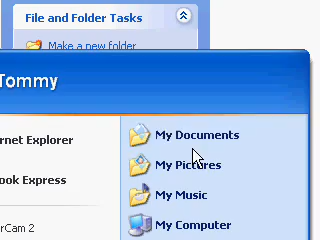 File and Folder Tasks
Make a new folder
Tommy
rnet Explorer
ook Express
rCam 2
My Documents
My Pictures
My Music
My Computer